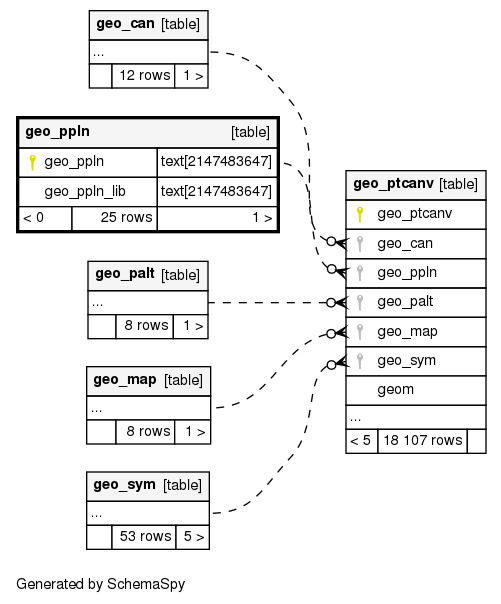 geo_can [table]
...
12 rows 1 >
geo_ppln [table]
geo_ppln text[2147483647]
geo_ppln_lib text[2147483647]
< 0 25 rows 1 >
geo_palt [table]
...
8 rows 1 >
geo_map [table]
...
8 rows 1 >
geo_sym [table]
...
53 rows 5 >
geo_ptcanv [table]
geo_ptcanv
geo_can
geo_ppln
geo_palt
geo_map
geo_sym
geom
...
< 5 18 107 rows
Generated by SchemaSpy